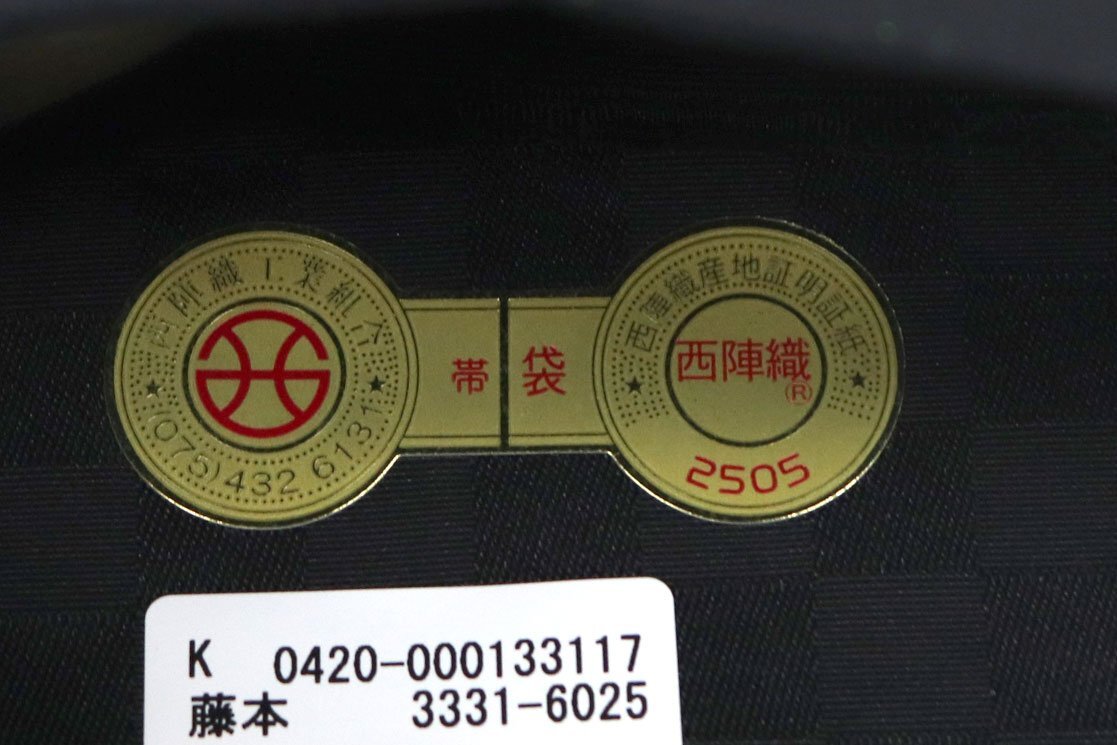 西陣織工業組合
(075)432 6131
帯 袋
西陣織産地証明証紙
西陣織®
2505
K 0420-000133117
藤本 3331-6025